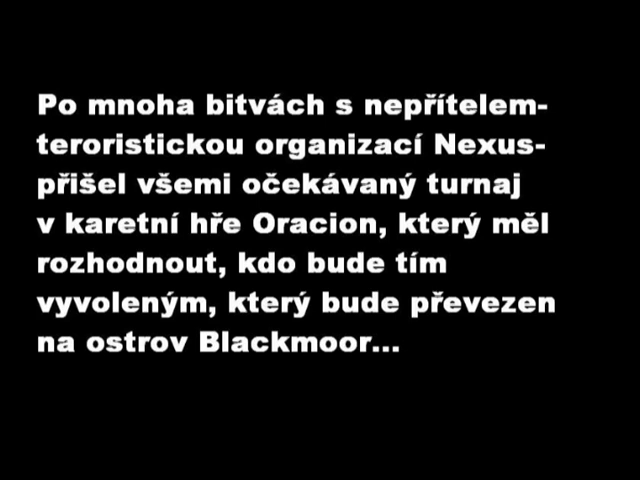 Po mnoha bitvách s nepřítelem-
teroristickou organizací Nexus-
přišel všemi očekávaný turnaj
v karetní hře Oracion, který měl
rozhodnout, kdo bude tím
vyvoleným, který bude převezen
na ostrov Blackmoor...